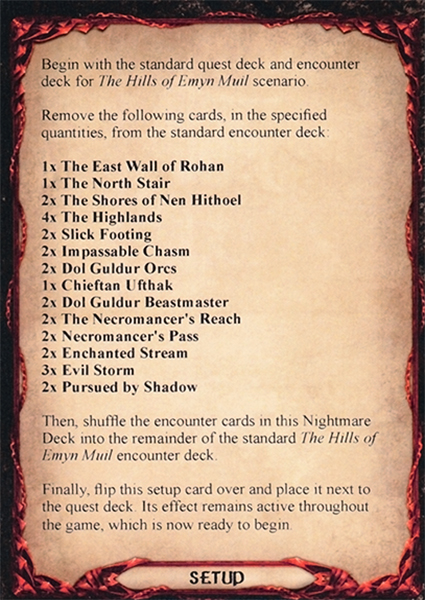 Begin with the standard quest deck and encounter
deck for The Hills of Emyn Muil scenario.
Remove the following cards, in the specified
quantities, from the standard encounter deck:
1x The East Wall of Rohan
1x The North Stair
2x The Shores of Nen Hithoel
4x The Highlands
2x Slick Footing
2x Impassable Chasm
2x Dol Guldur Orcs
1x Chieftan Ufthak
2x Dol Guldur Beastmaster
2x The Necromancer's Reach
2x Necromancer's Pass
2x Enchanted Stream
3x Evil Storm
2x Pursued by Shadow
Then, shuffle the encounter cards in this Nightmare
Deck into the remainder of the standard The Hills of
Emyn Muil encounter deck.
Finally, flip this setup card over and place it next to
the quest deck. Its effect remains active throughout
the game, which is now ready to begin.
SETUP